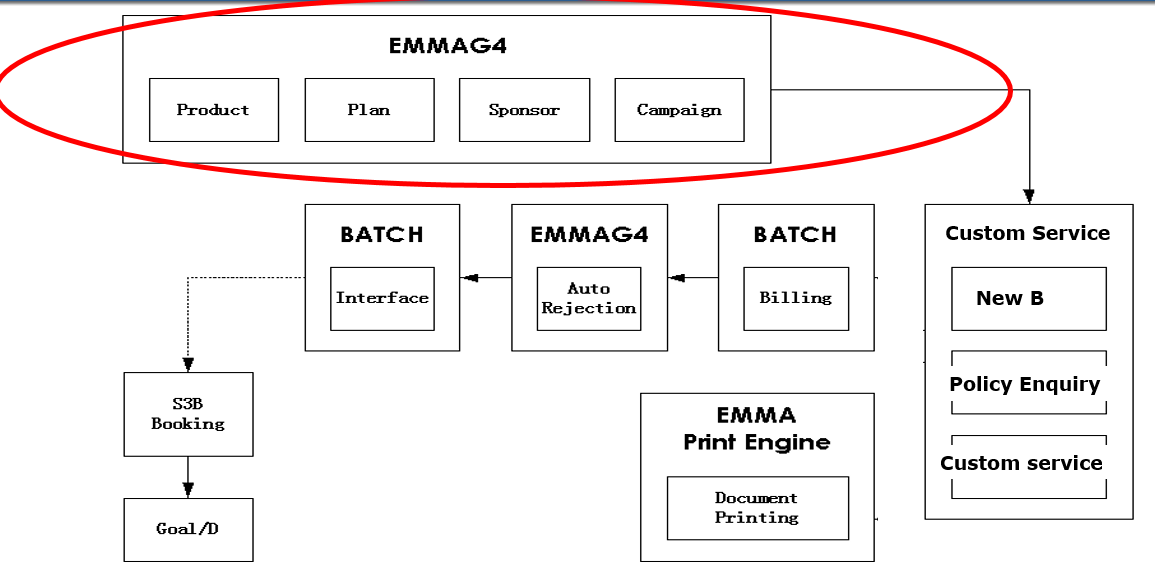 EMMAG4
Product
Plan
Sponsor
Campaign
BATCH
Interface
EMMAG4
Auto
Rejection
BATCH
Billing
Custom Service
New B
Policy Enquiry
Custom service
S3B
Booking
Goal/D
EMMA
Print Engine
Document
Printing